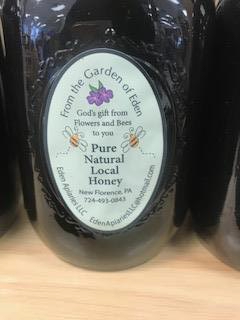 From the Garden of Eden
God's gift from
Flowers and Bees
to you
Pure
Natural
Local
Honey
New Florence, PA
724-493-0843
Eden Apiaries LLC EdenApiariesLLC@hotmail.com